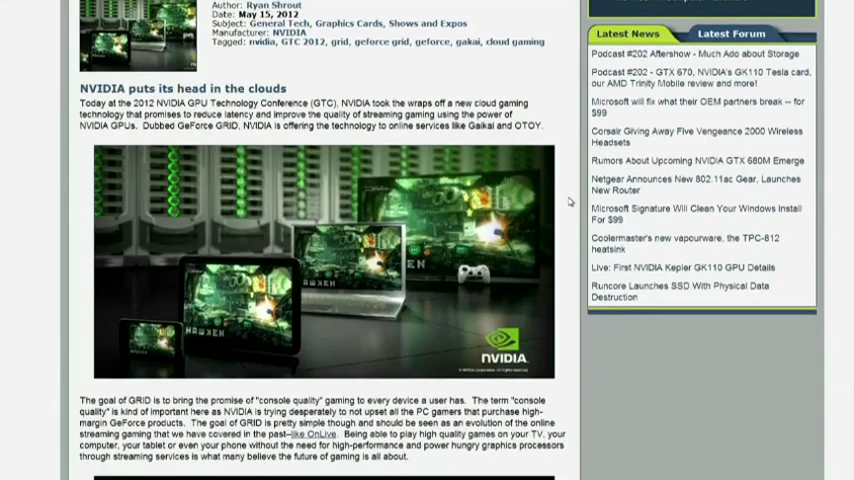 Author: Ryan Shrout
Date: May 15, 2012
Subject: General Tech, Graphics Cards, Shows and Expos
Manufacturer: NVIDIA
Tagged: nvidia, GTC 2012, grid, geforce grid, geforce, gakai, cloud gaming
NVIDIA puts its head in the clouds
Today at the 2012 NVIDIA GPU Technology Conference (GTC), NVIDIA took the wraps off a new cloud gaming
technology that promises to reduce latency and improve the quality of streaming gaming using the power of
NVIDIA GPUs. Dubbed GeForce GRID, NVIDIA is offering the technology to online services like Gaikai and OTOY.
HAWKEN
HAWKEN
NVIDIA.
The goal of GRID is to bring the promise of "console quality" gaming to every device a user has. The term "console
quality" is kind of important here as NVIDIA is trying desperately to not upset all the PC gamers that purchase high-
margin GeForce products. The goal of GRID is pretty simple though and should be seen as an evolution of the online
streaming gaming that we have covered in the past–like OnLive. Being able to play high quality games on your TV, your
computer, your tablet or even your phone without the need for high-performance and power hungry graphics processors
through streaming services is what many believe the future of gaming is all about.
Latest News
Latest Forum
Podcast #202 Aftershow - Much Ado about Storage
Podcast #202 - GTX 670, NVIDIA's GK110 Tesla card,
our AMD Trinity Mobile review and more!
Microsoft will fix what their OEM partners break -- for
$99
Corsair Giving Away Five Vengeance 2000 Wireless
Headsets
Rumors About Upcoming NVIDIA GTX 680M Emerge
Netgear Announces New 802.11ac Gear, Launches
New Router
Microsoft Signature Will Clean Your Windows Install
For $99
Coolermaster's new vapourware, the TPC-812
heatsink
Live: First NVIDIA Kepler GK110 GPU Details
Runcore Launches SSD With Physical Data
Destruction